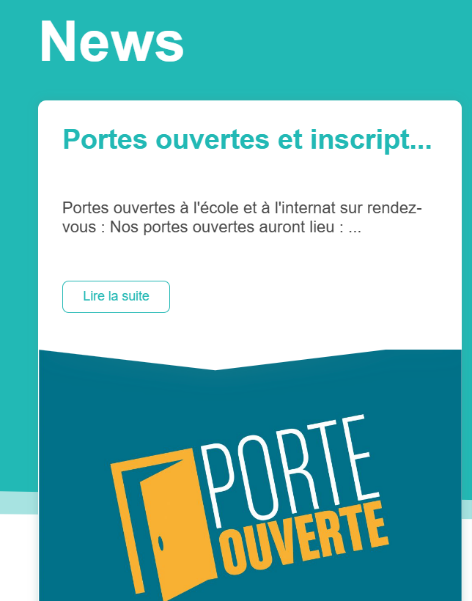 News
Portes ouvertes et inscript...
Portes ouvertes à l'école et à l'internat sur rendez-
vous : Nos portes ouvertes auront lieu : ...
Lire la suite
PORTE
OUVERTE